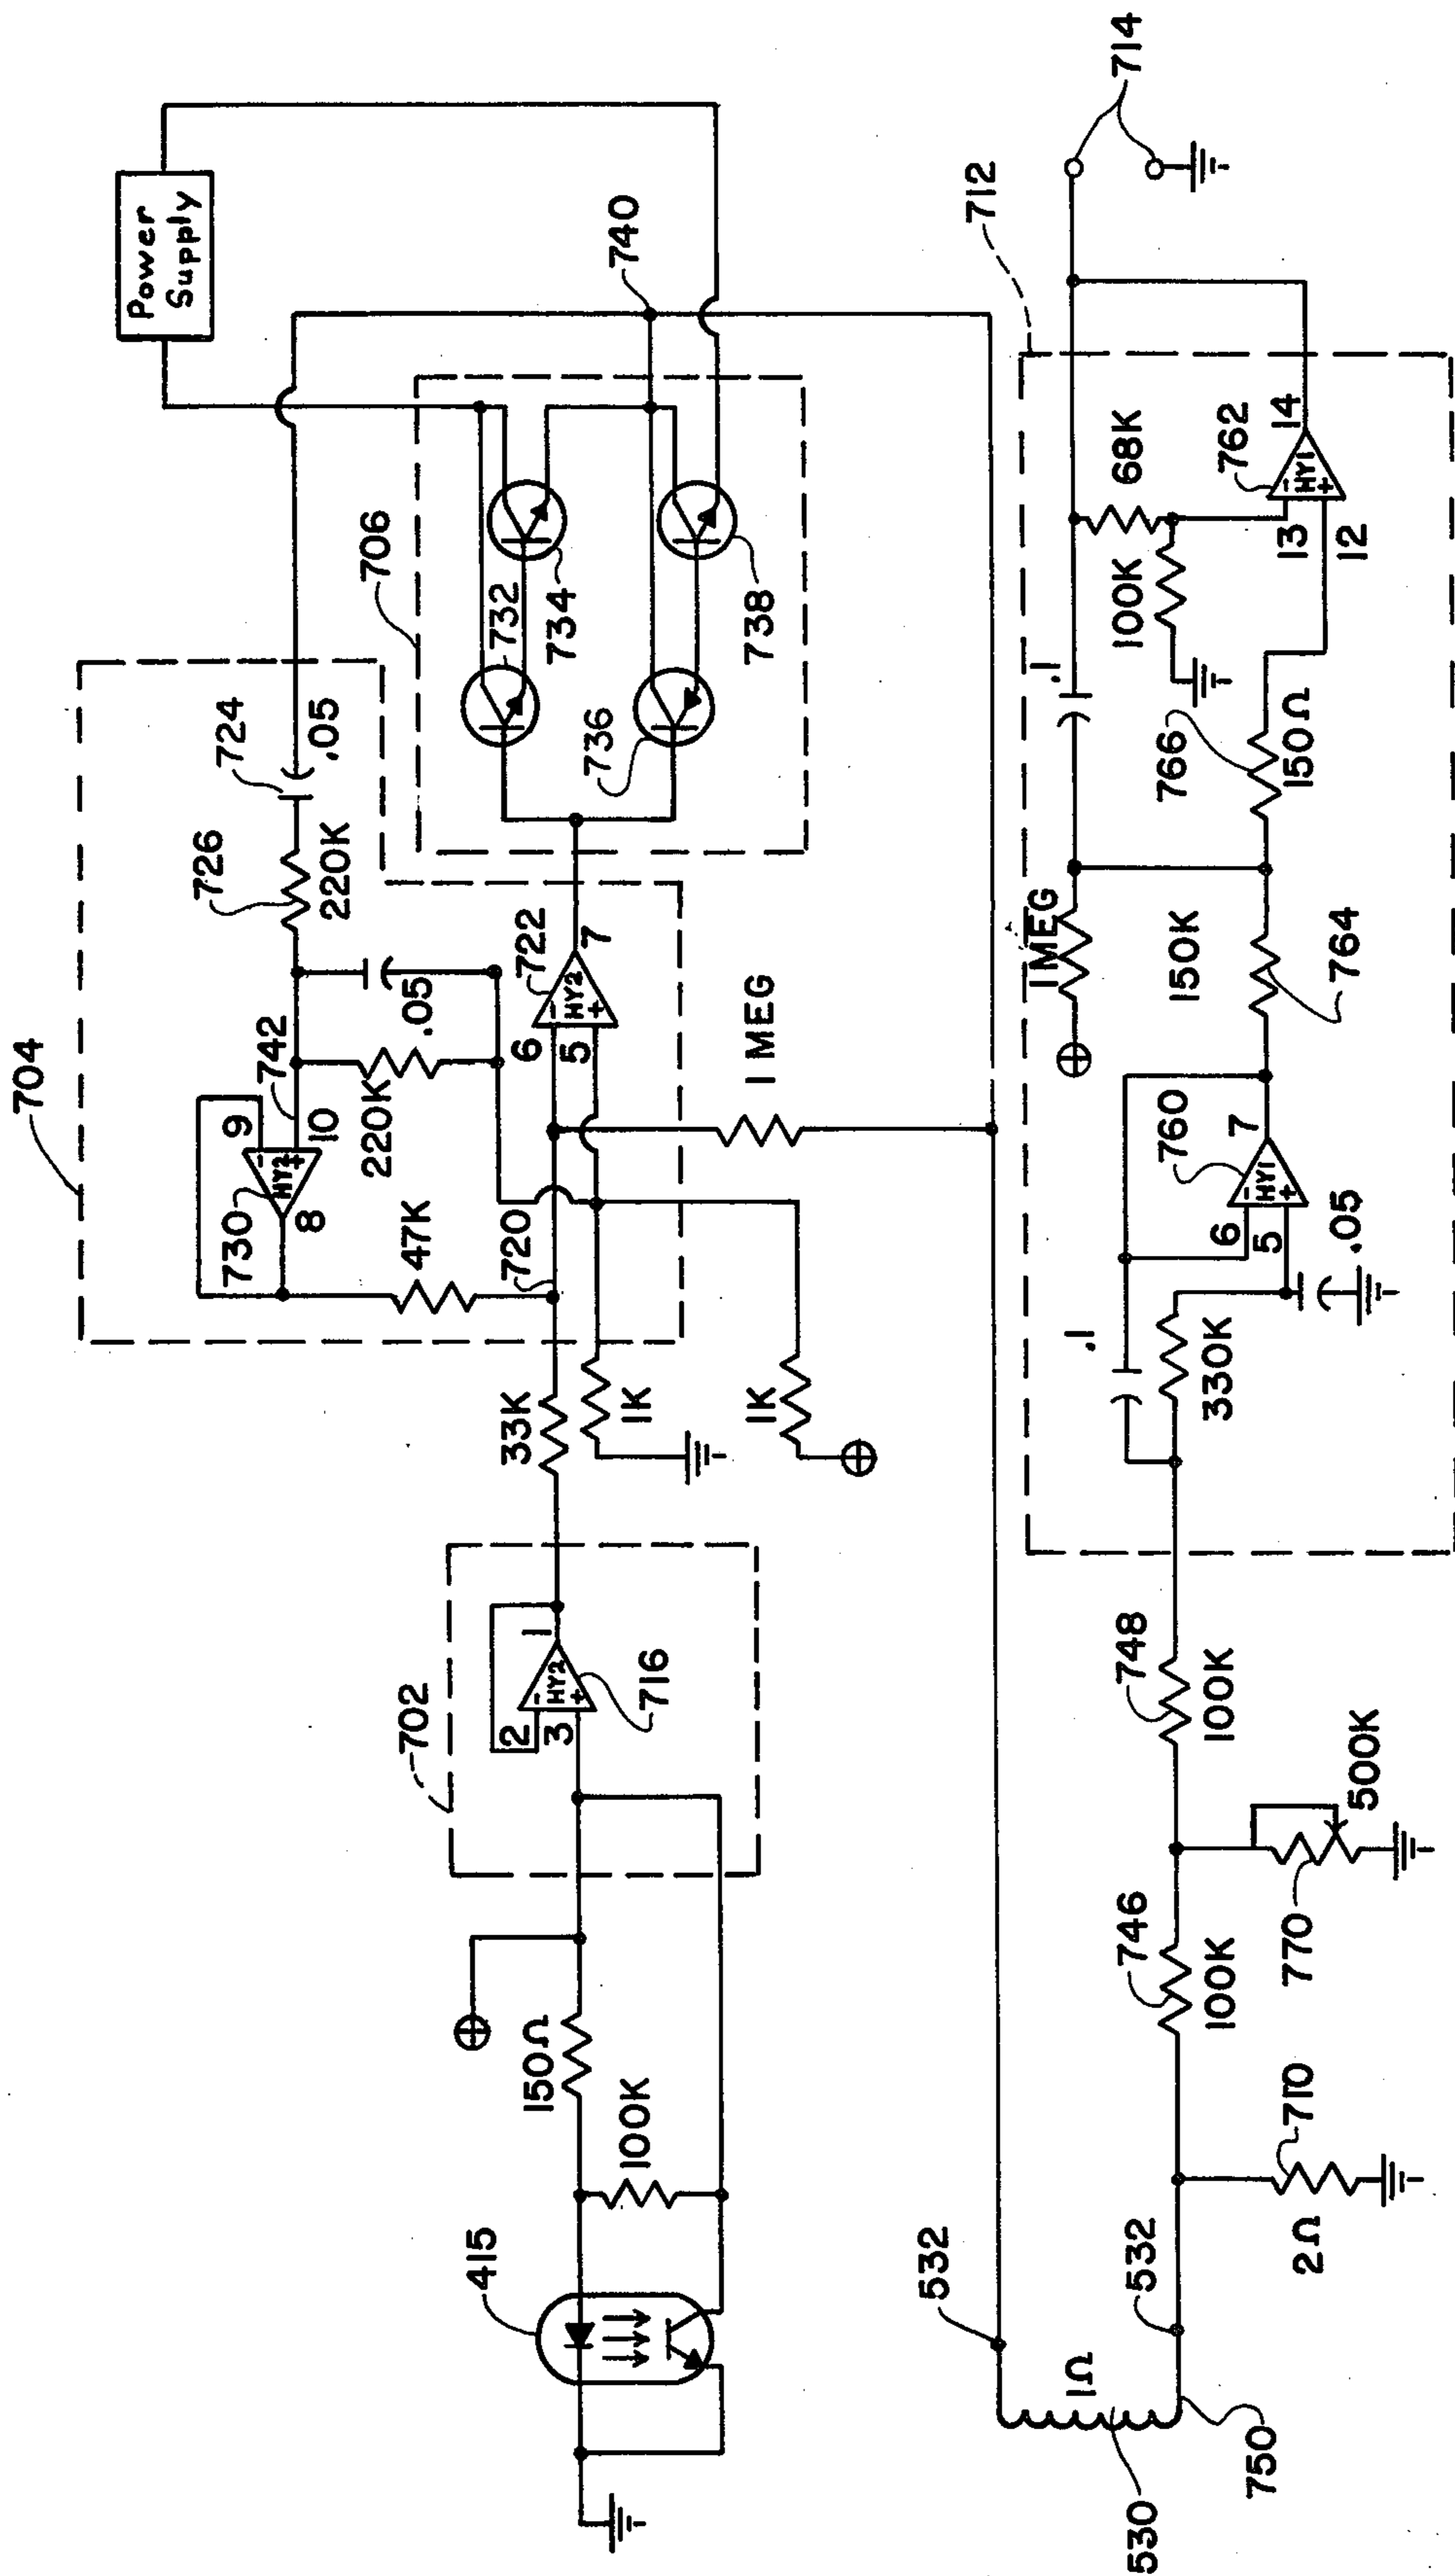 Power
Supply
704
724
.05
726
220K
742
.05
9
10
730
HY2
-
+
8
220K
47K
720
6
5
722
HY2
-
+
7
1 MEG
706
732
734
736
738
740
33K
1K
1K
702
1
2
3
HY2
-
+
716
150Ω
100K
415
532
1Ω
530
750
532
2Ω
710
746
100K
770
500K
748
100K
712
.1
330K
6
5
HY1
-
+
760
7
.05
1 MEG
150K
764
.1
766
150Ω
100K
68K
762
13
12
HY1
-
+
14
714